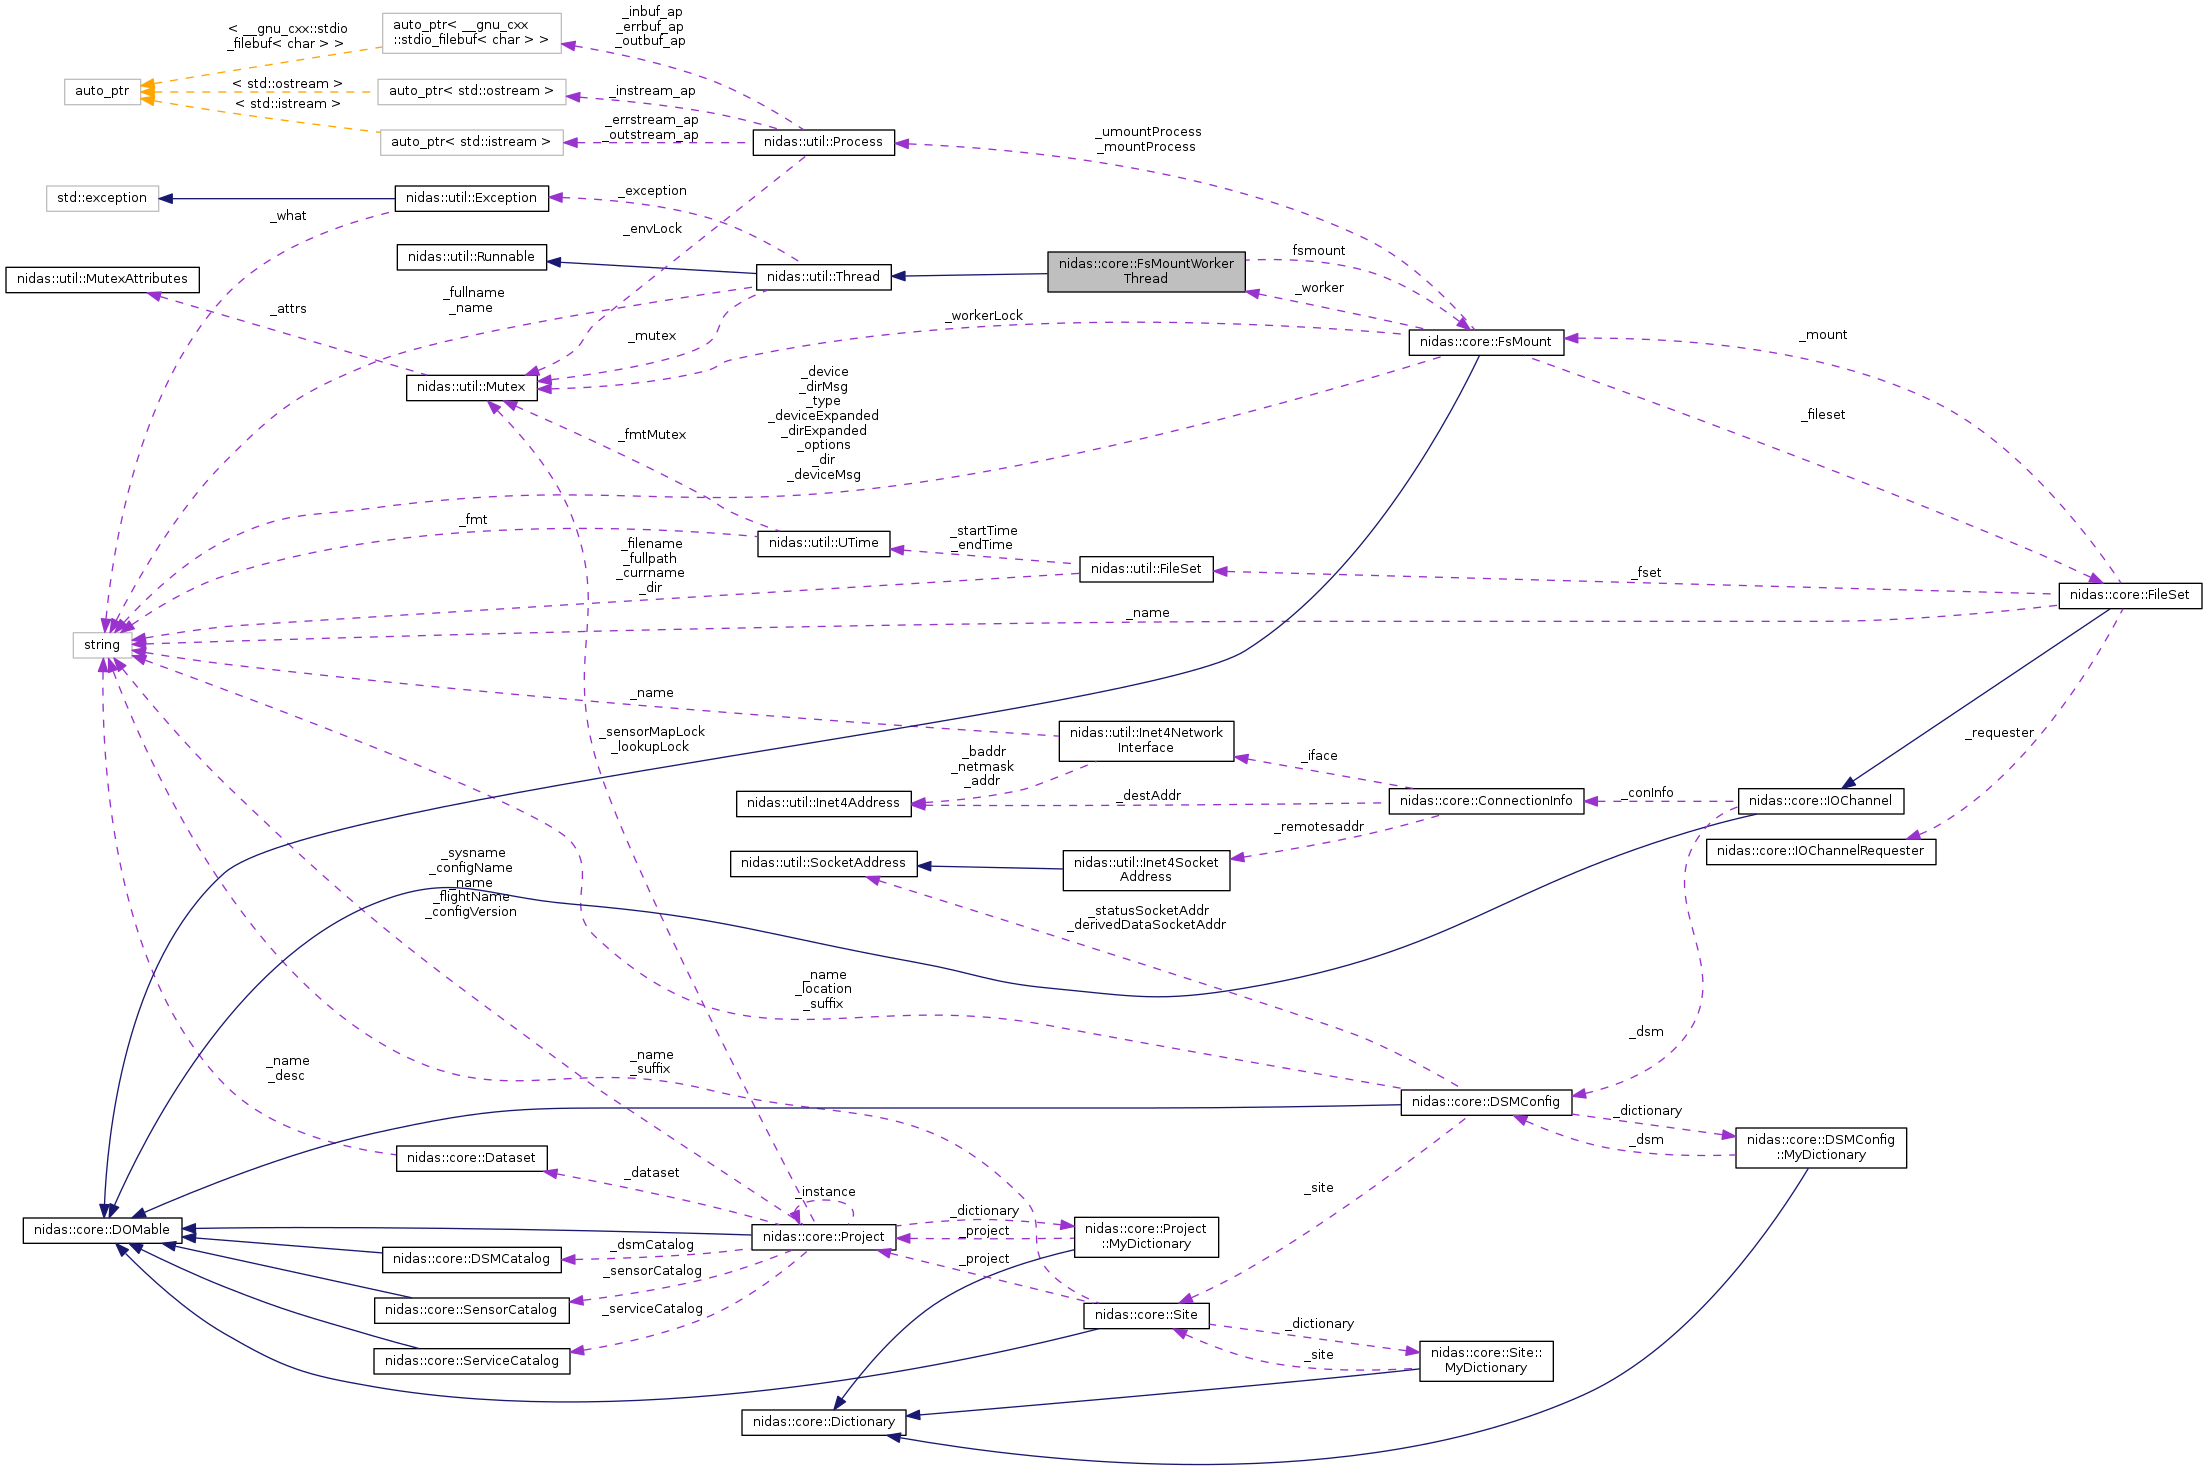 _inbuf_ap
_errbuf_ap
_outbuf_ap
< __gnu_cxx::stdio
_filebuf< char > >
auto_ptr< __gnu_cxx
::stdio_filebuf< char > >
auto_ptr
< std::ostream >
auto_ptr< std::ostream >
_instream_ap
< std::istream >
auto_ptr< std::istream >
_errstream_ap
_outstream_ap
nidas::util::Process
_umountProcess
_mountProcess
std::exception
nidas::util::Exception
_exception
_what
_envLock
nidas::util::Runnable
nidas::util::MutexAttributes
nidas::util::Thread
nidas::core::FsMountWorker
Thread
fsmount
_worker
_attrs
_fullname
_name
_mutex
_workerLock
nidas::core::FsMount
_mount
nidas::util::Mutex
_device
_dirMsg
_type
_deviceExpanded
_dirExpanded
_options
_dir
_deviceMsg
_fileset
_fmtMutex
_fmt
nidas::util::UTime
_startTime
_endTime
_filename
_fullpath
_currname
_dir
nidas::util::FileSet
_fset
nidas::core::FileSet
_name
string
_name
nidas::util::Inet4Network
Interface
_sensorMapLock
_lookupLock
_baddr
_netmask
_addr
_iface
_requester
nidas::util::Inet4Address
_destAddr
nidas::core::ConnectionInfo
_conInfo
nidas::core::IOChannel
_remotesaddr
nidas::core::IOChannelRequester
nidas::util::SocketAddress
nidas::util::Inet4Socket
Address
_sysname
_configName
_name
_flightName
_configVersion
_statusSocketAddr
_derivedDataSocketAddr
_name
_location
_suffix
_dsm
_name
_desc
_name
_suffix
nidas::core::DSMConfig
_dictionary
_dsm
nidas::core::DSMConfig
::MyDictionary
nidas::core::Dataset
_dataset
_instance
_site
nidas::core::DOMable
nidas::core::Project
_dictionary
_project
nidas::core::Project
::MyDictionary
nidas::core::DSMCatalog
_dsmCatalog
_sensorCatalog
_project
nidas::core::SensorCatalog
_serviceCatalog
nidas::core::Site
_dictionary
_site
nidas::core::Site::
MyDictionary
nidas::core::ServiceCatalog
nidas::core::Dictionary